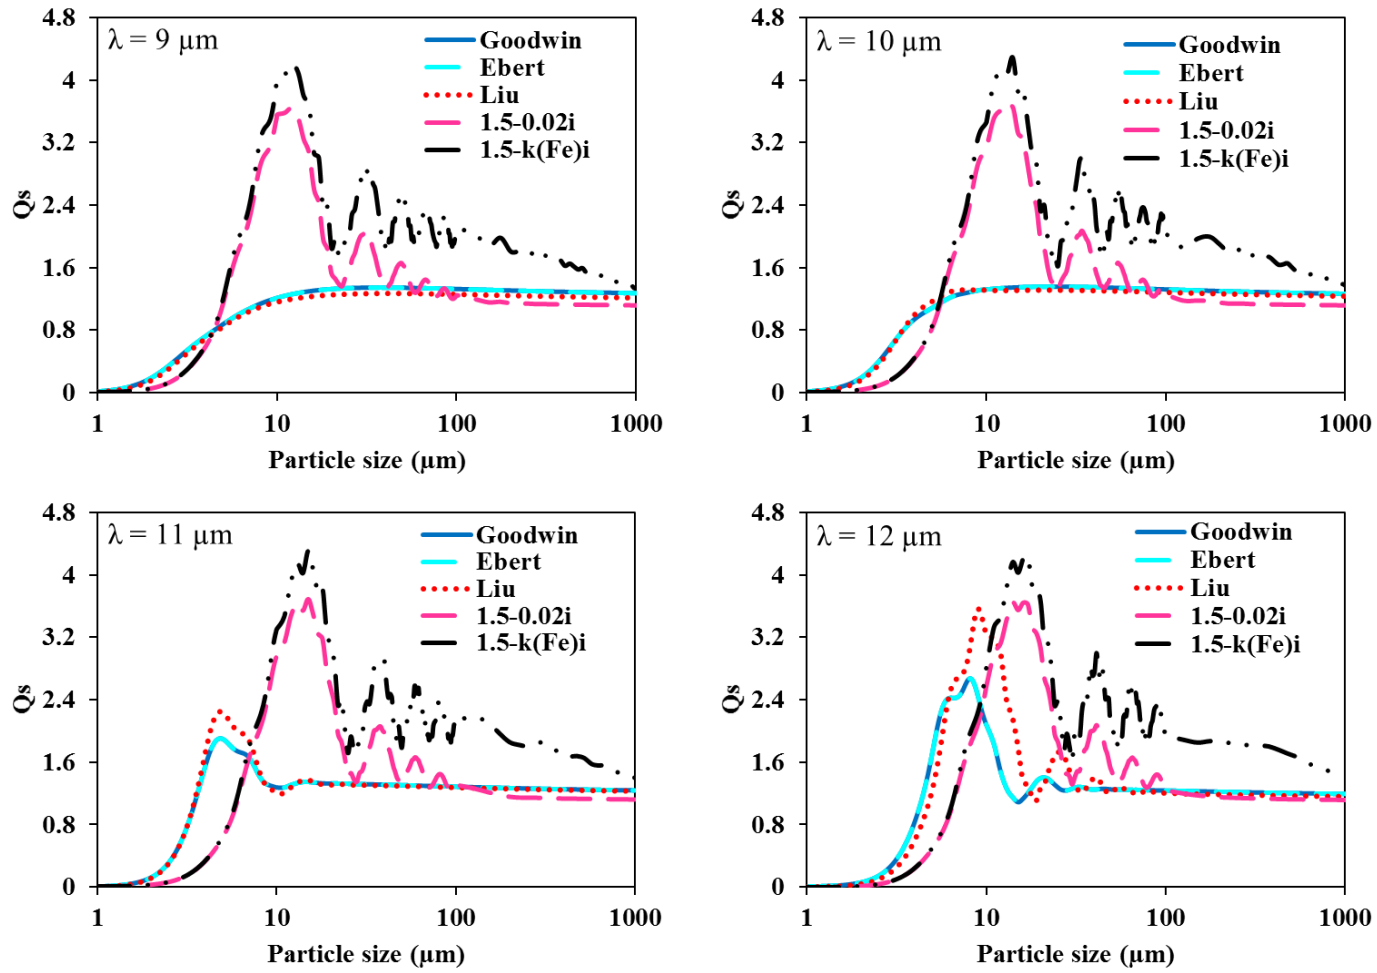 4.8
λ = 9 µm
Goodwin
4
Ebert
Liu
3.2
1.5-0.02i
1.5-k(Fe)i
Qs
2.4
1.6
0.8
0
1
10
100
1000
Particle size (µm)
4.8
λ = 10 µm
Goodwin
4
Ebert
Liu
3.2
1.5-0.02i
1.5-k(Fe)i
Qs
2.4
1.6
0.8
0
1
10
100
1000
Particle size (µm)
4.8
λ = 11 µm
Goodwin
4
Ebert
Liu
3.2
1.5-0.02i
1.5-k(Fe)i
Qs
2.4
1.6
0.8
0
1
10
100
1000
Particle size (µm)
4.8
λ = 12 µm
Goodwin
4
Ebert
Liu
3.2
1.5-0.02i
1.5-k(Fe)i
Qs
2.4
1.6
0.8
0
1
10
100
1000
Particle size (µm)